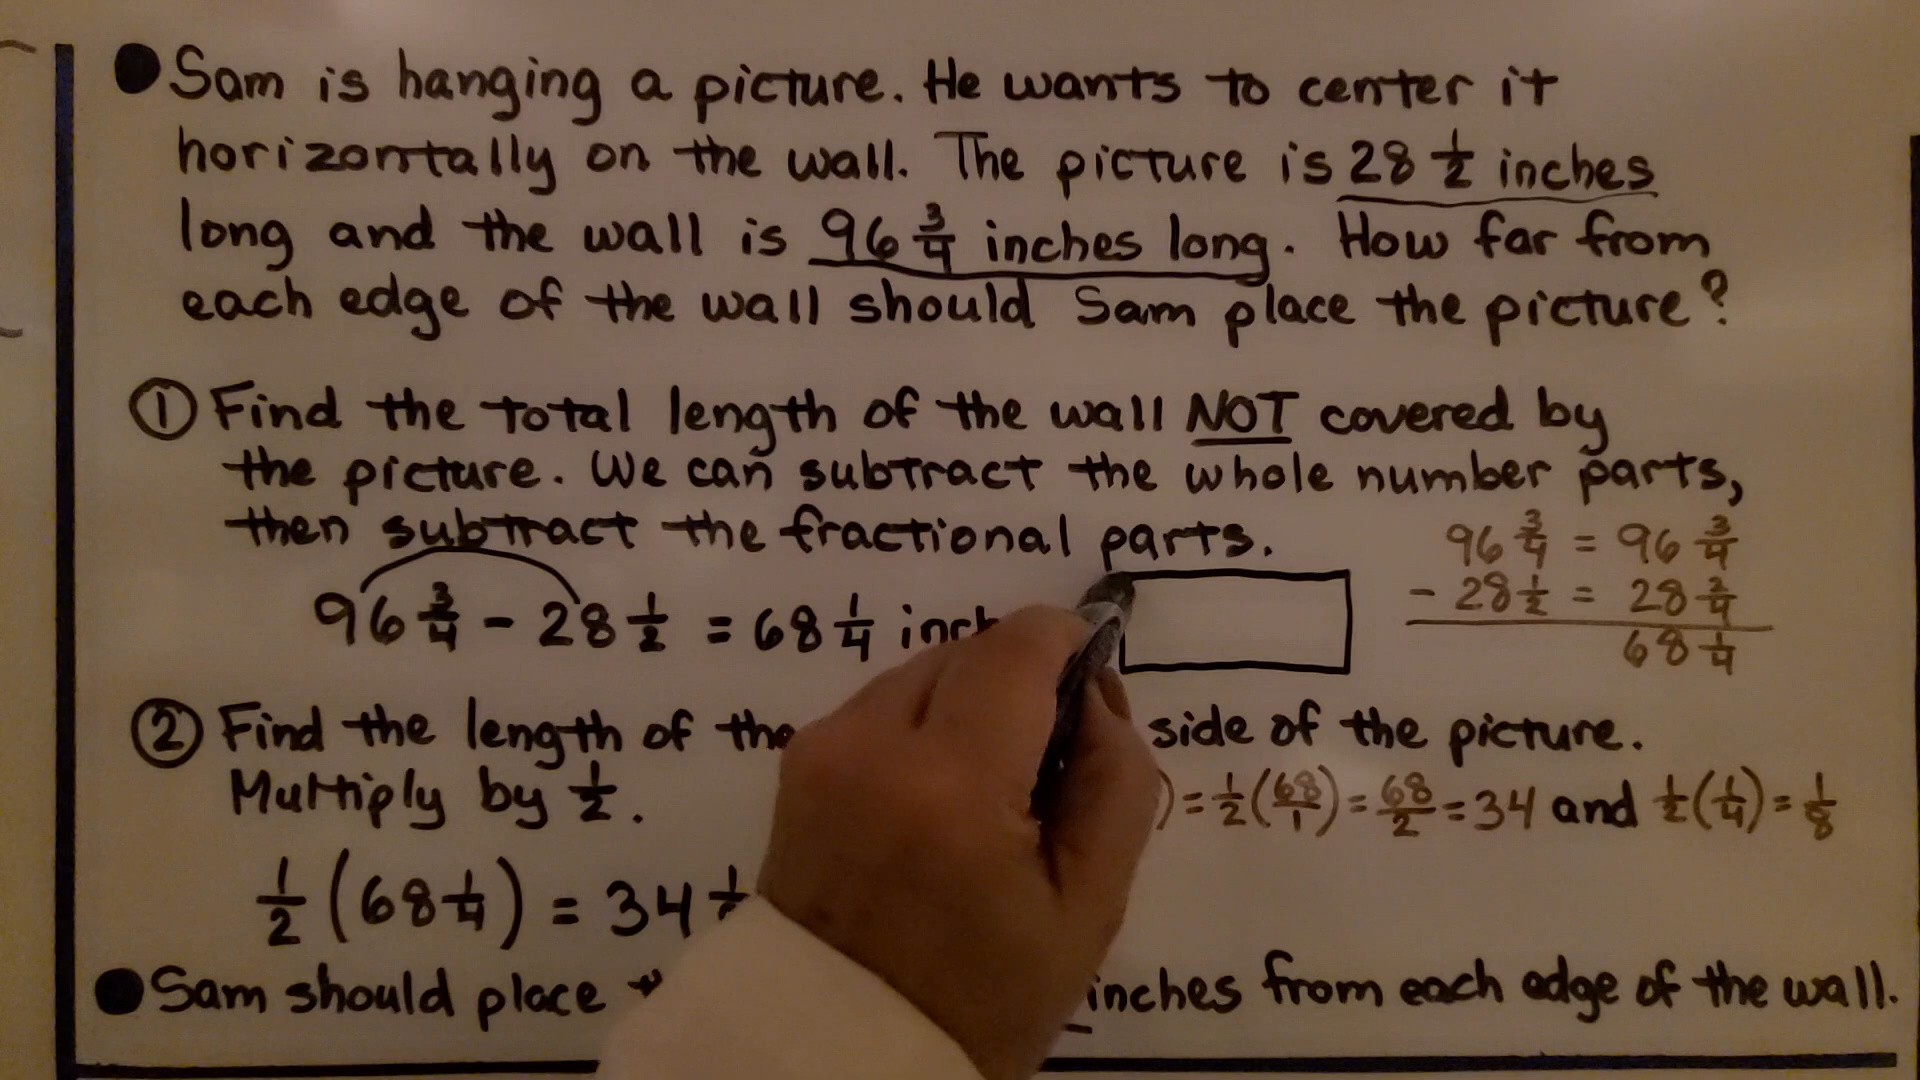 ● Sam is hanging a picture. He wants to center it
horizontally on the wall. The picture is 28 1/2 inches
long and the wall is 96 3/4 inches long. How far from
each edge of the wall should Sam place the picture?
① Find the total length of the wall NOT covered by
the picture. We can subtract the whole number parts,
then subtract the fractional parts.
96 3/4 - 28 1/2 = 68 1/4 inch
96 3/4 = 96 3/4
- 28 1/2 = 28 2/4
68 1/4
② Find the length of the side of the picture.
Multiply by 1/2.
) = 1/2 (68/1) = 68/2 = 34 and 1/2 (1/4) = 1/8
1/2 (68 1/4) = 34
● Sam should place inches from each edge of the wall.